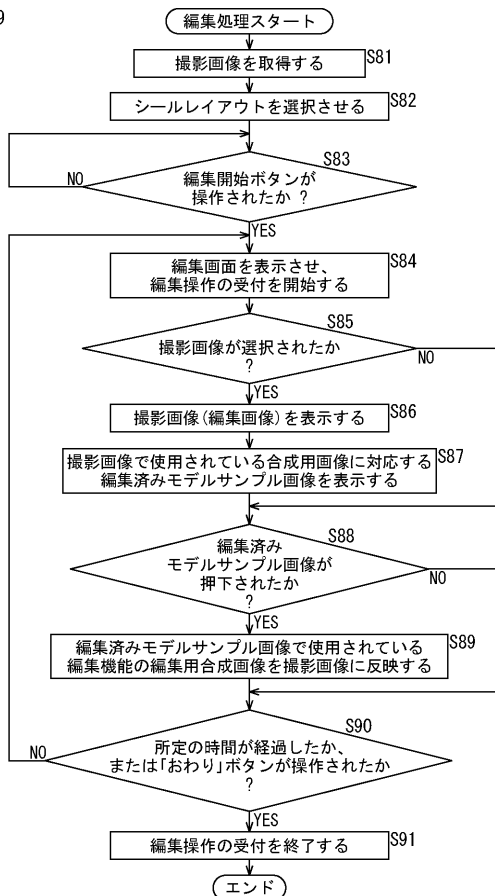 9
編集処理スタート
撮影画像を取得する
S81
シールレイアウトを選択させる
S82
S83
編集開始ボタンが
操作されたか ?
NO
YES
編集画面を表示させ、
編集操作の受付を開始する
S84
S85
撮影画像が選択されたか
?
NO
YES
撮影画像(編集画像)を表示する
S86
撮影画像で使用されている合成用画像に対応する
編集済みモデルサンプル画像を表示する
S87
S88
編集済み
モデルサンプル画像が
押下されたか
?
NO
YES
編集済みモデルサンプル画像で使用されている
編集機能の編集用合成画像を撮影画像に反映する
S89
S90
所定の時間が経過したか、
または「おわり」ボタンが操作されたか
?
NO
YES
編集操作の受付を終了する
S91
エンド